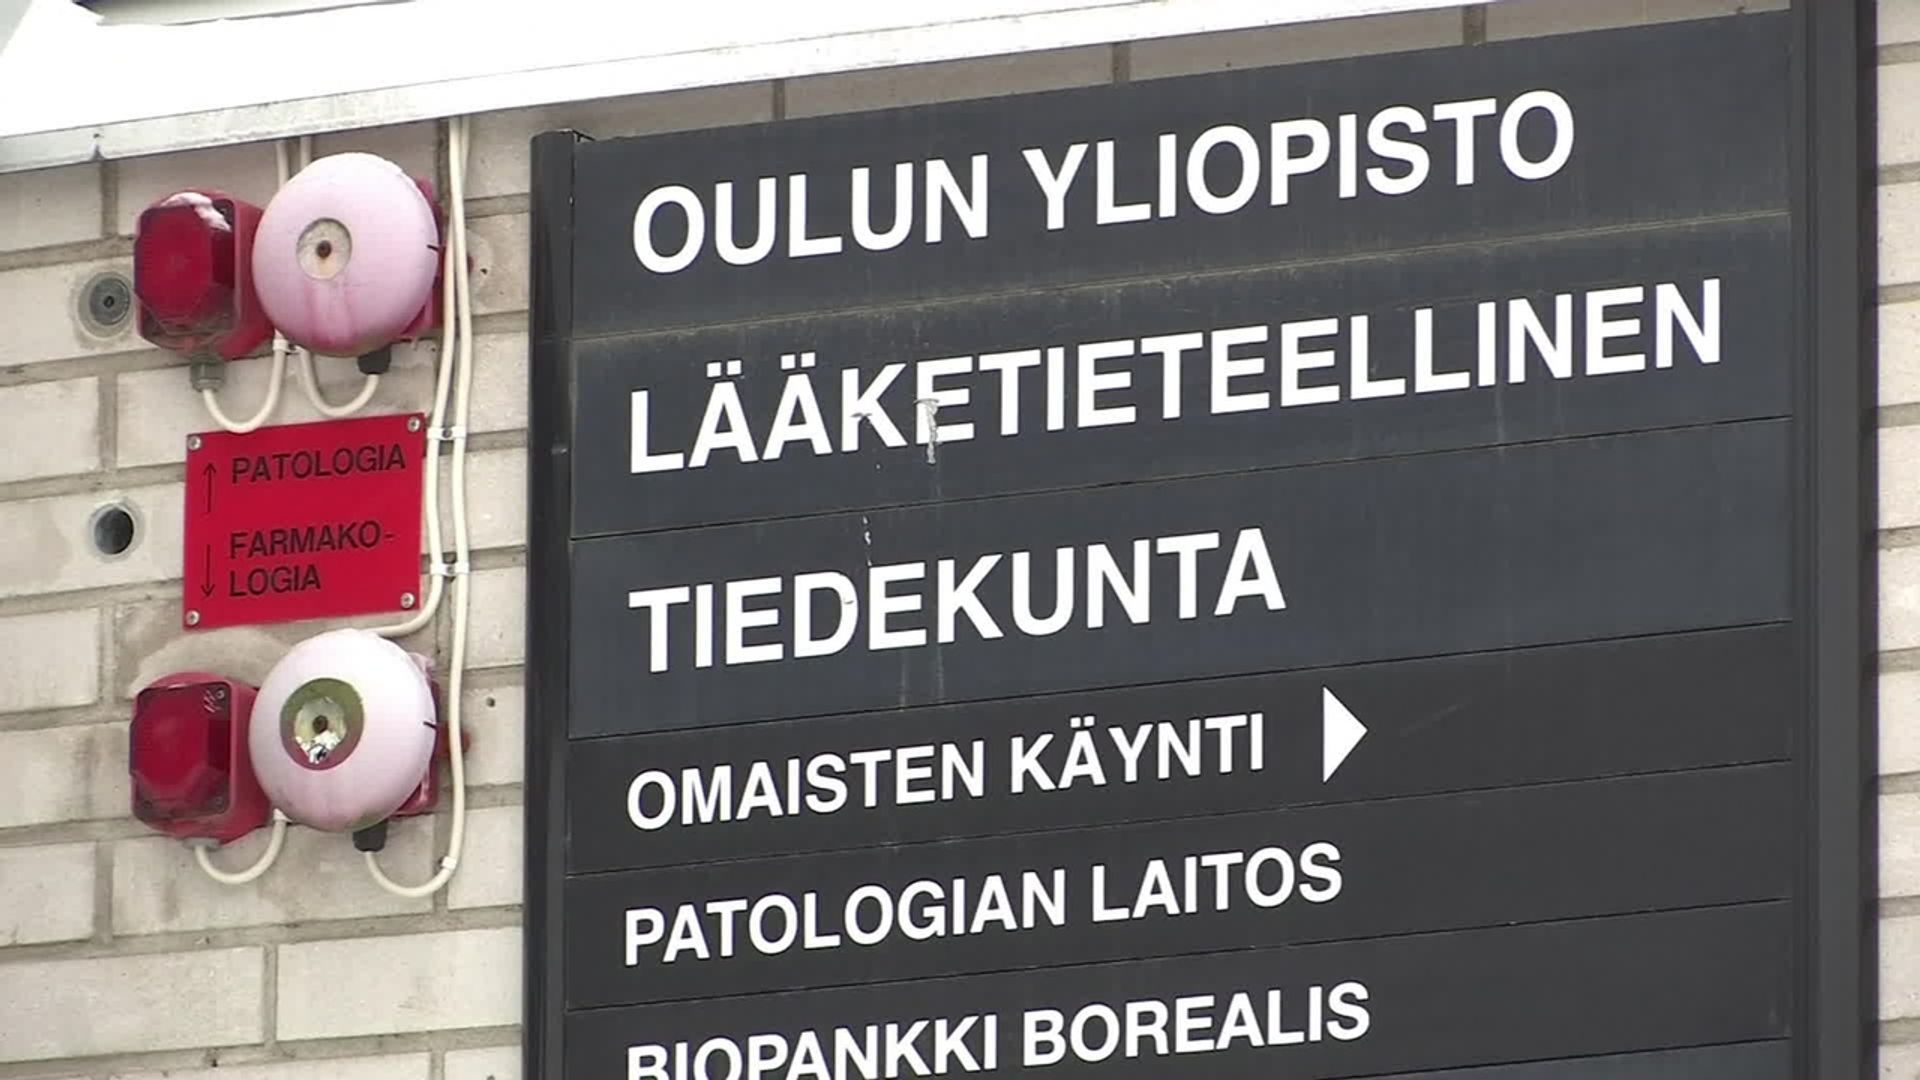 OULUN YLIOPISTO
LÄÄKETIETEELLINEN
TIEDEKUNTA
OMAISTEN KÄYNTI
PATOLOGIAN LAITOS
BIOPANKKI BOREALIS
↑ PATOLOGIA
↓ FARMAKO-
LOGIA